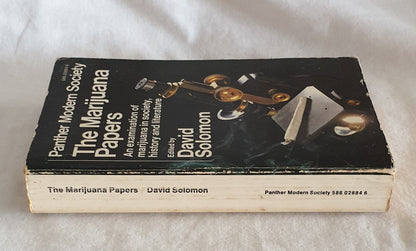 Panther Modern Society
The Marijuana
Papers
An examination of
marijuana in society,
history and literature
Edited by
David
Solomon
The Marijuana Papers David Solomon
Panther Modern Society 586 02884 6